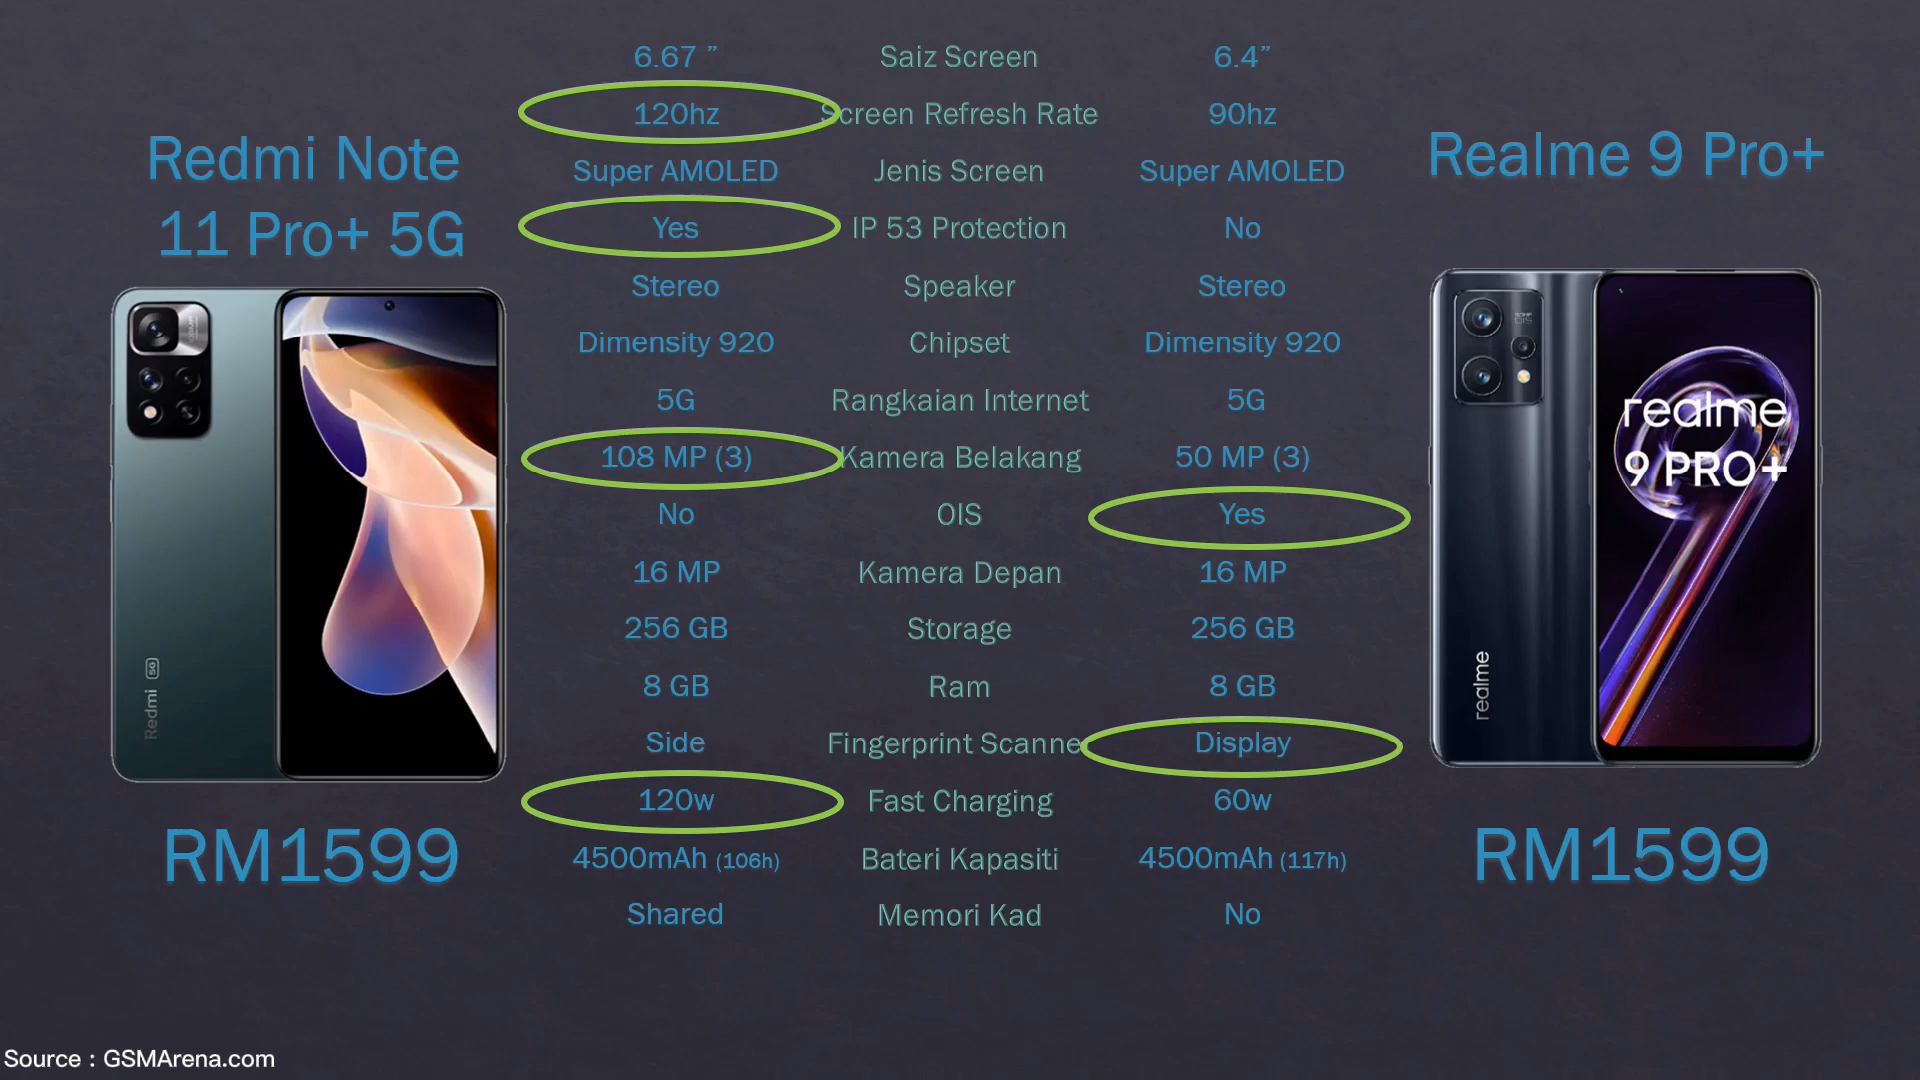 Redmi Note
11 Pro+ 5G
RM1599
6.67 ” Saiz Screen 6.4”
120hz Screen Refresh Rate 90hz
Super AMOLED Jenis Screen Super AMOLED
Yes IP 53 Protection No
Stereo Speaker Stereo
Dimensity 920 Chipset Dimensity 920
5G Rangkaian Internet 5G
108 MP (3) Kamera Belakang 50 MP (3)
No OIS Yes
16 MP Kamera Depan 16 MP
256 GB Storage 256 GB
8 GB Ram 8 GB
Side Fingerprint Scanne Display
120w Fast Charging 60w
4500mAh (106h) Bateri Kapasiti 4500mAh (117h)
Shared Memori Kad No
Realme 9 Pro+
realme
9 PRO+
realme
RM1599
Redmi 5G
Source : GSMArena.com